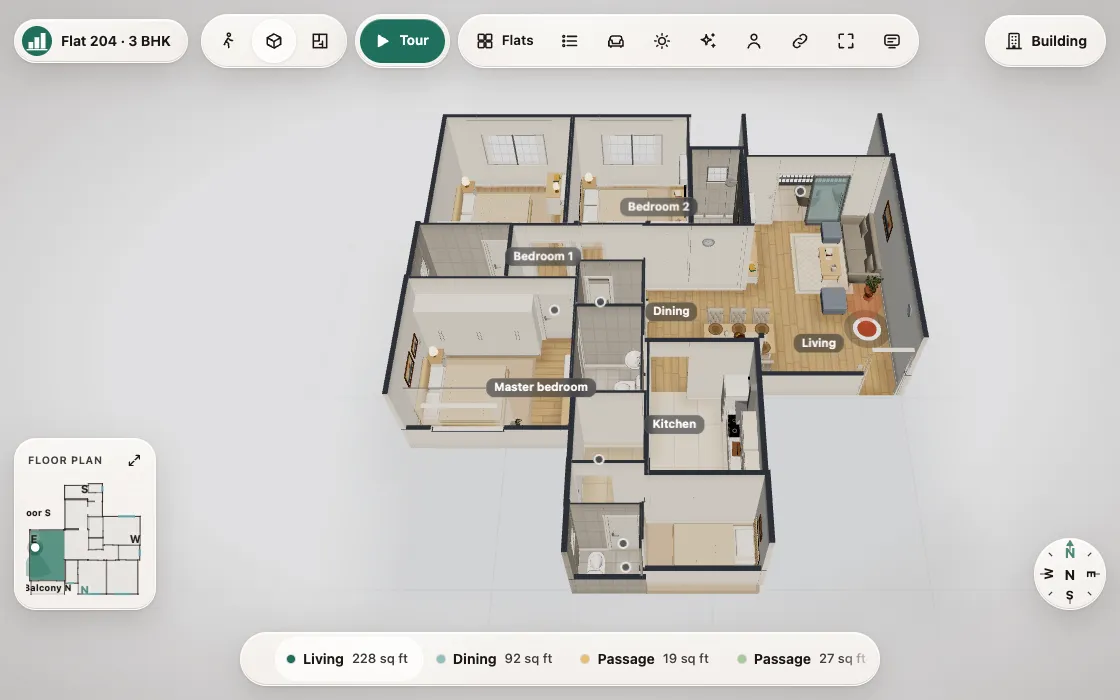 Flat 204 · 3 BHK
Tour
Flats
Building
Bedroom 2
Bedroom 1
Dining
Living
Master bedroom
Kitchen
FLOOR PLAN
S
oor S
E
W
Balcony N
N
N
W
N
E
S
Living 228 sq ft
Dining 92 sq ft
Passage 19 sq ft
Passage 27 sq ft